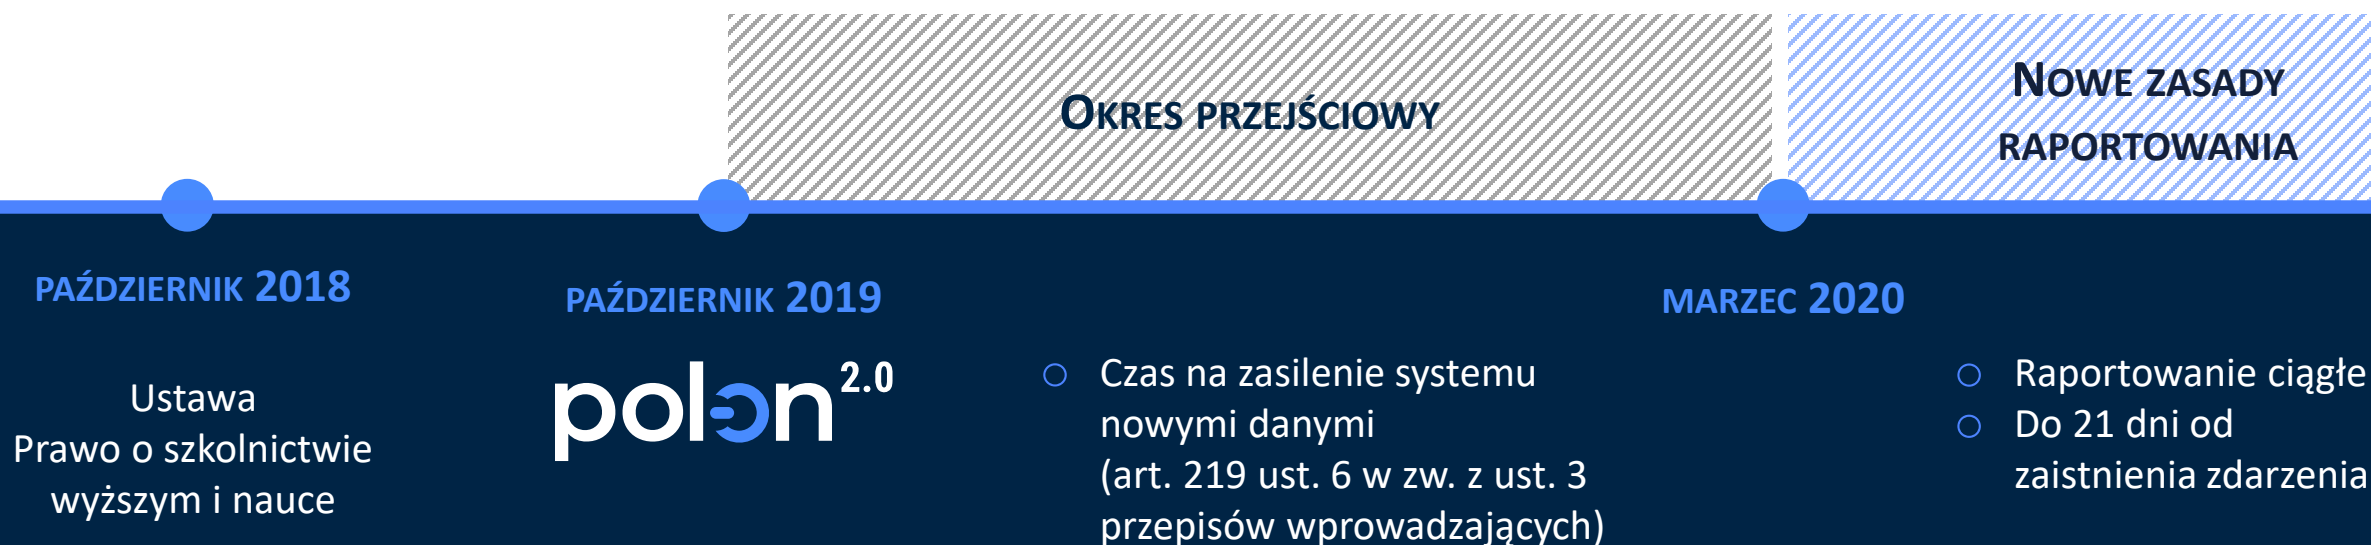 OKRES PRZEJŚCIOWY
NOWE ZASADY
RAPORTOWANIA
PAŹDZIERNIK 2018
Ustawa
Prawo o szkolnictwie
wyższym i nauce
PAŹDZIERNIK 2019
polon 2.0
Czas na zasilenie systemu
nowymi danymi
(art. 219 ust. 6 w zw. z ust. 3
przepisów wprowadzających)
MARZEC 2020
Raportowanie ciągłe
Do 21 dni od
zaistnienia zdarzenia